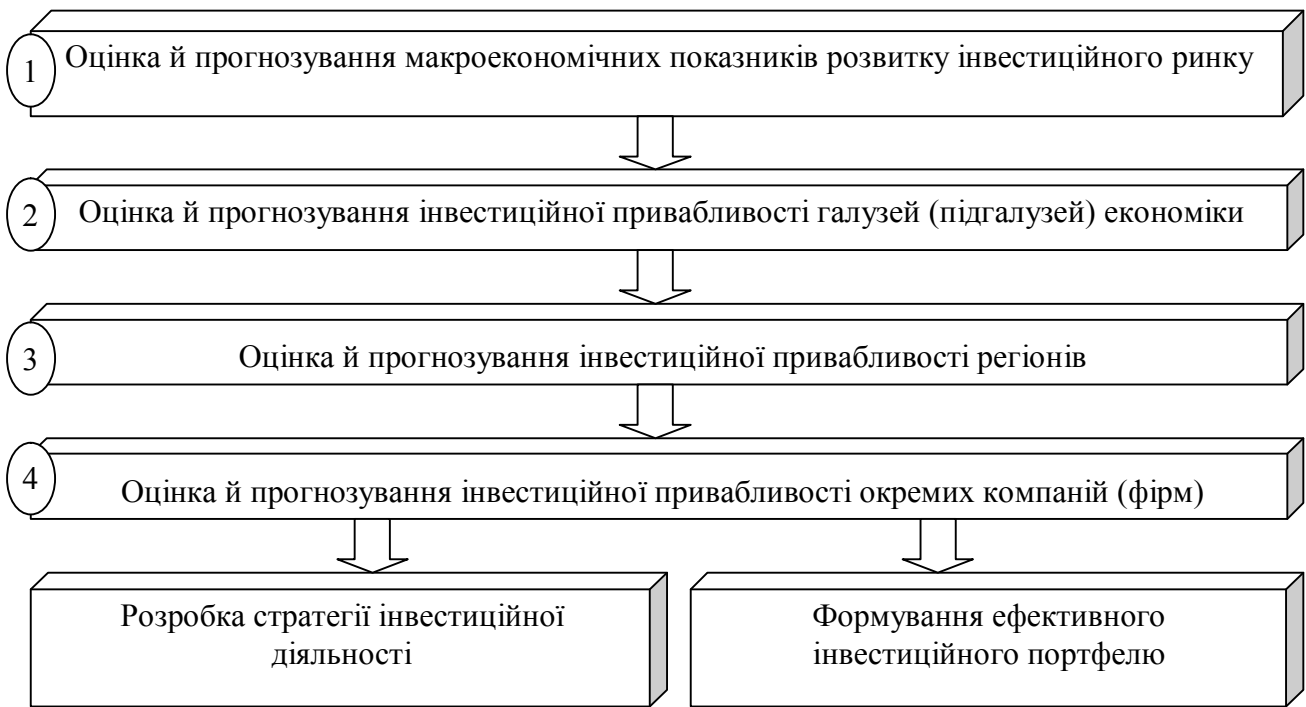 1
Оцінка й прогнозування макроекономічних показників розвитку інвестиційного ринку
2
Оцінка й прогнозування інвестиційної привабливості галузей (підгалузей) економіки
3
Оцінка й прогнозування інвестиційної привабливості регіонів
4
Оцінка й прогнозування інвестиційної привабливості окремих компаній (фірм)
Розробка стратегії інвестиційної
діяльності
Формування ефективного
інвестиційного портфелю